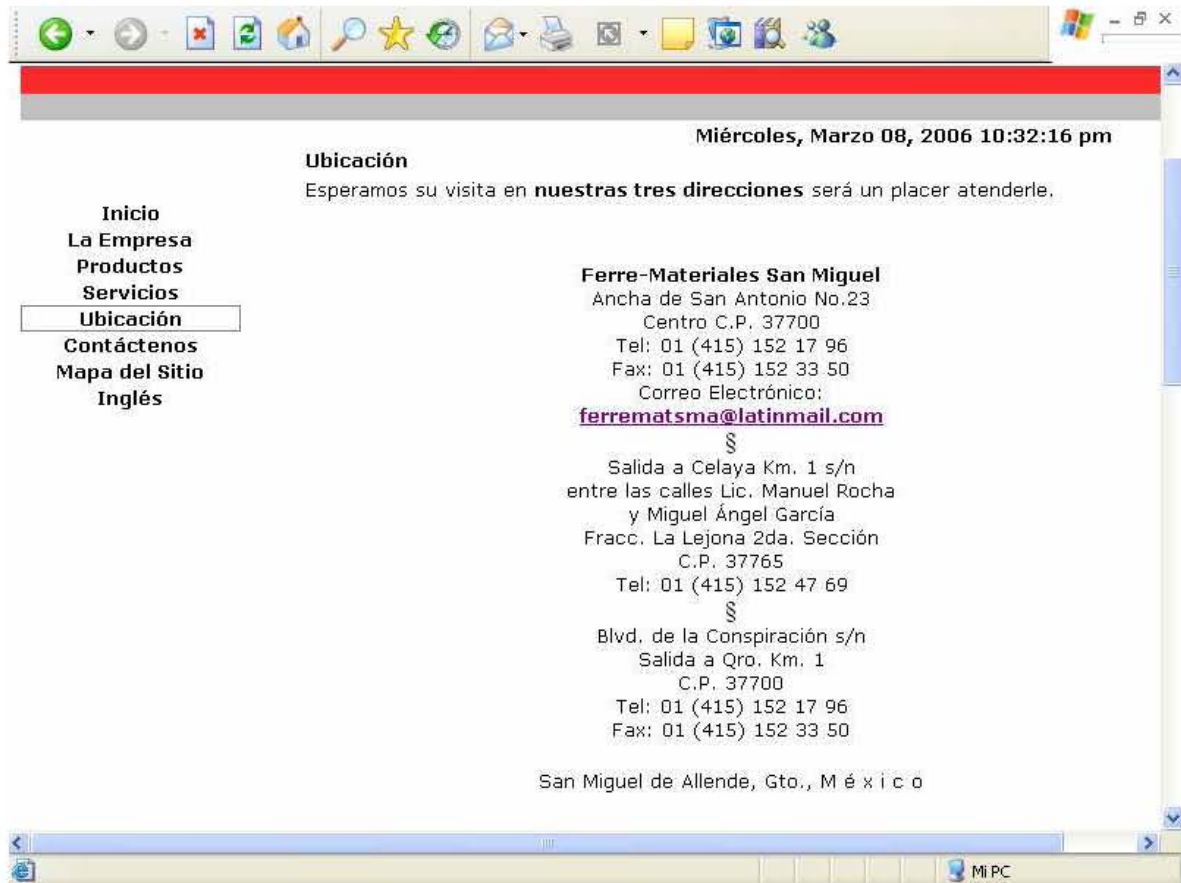 Miércoles, Marzo 08, 2006 10:32:16 pm
Ubicación
Esperamos su visita en nuestras tres direcciones será un placer atenderle.
Inicio
La Empresa
Productos
Servicios
Ubicación
Contáctenos
Mapa del Sitio
Inglés
Ferre-Materiales San Miguel
Ancha de San Antonio No.23
Centro C.P. 37700
Tel: 01 (415) 152 17 96
Fax: 01 (415) 152 33 50
Correo Electrónico:
ferrematsma@latinmail.com
§
Salida a Celaya Km. 1 s/n
entre las calles Lic. Manuel Rocha
y Miguel Ángel García
Fracc. La Lejona 2da. Sección
C.P. 37765
Tel: 01 (415) 152 47 69
§
Blvd. de la Conspiración s/n
Salida a Qro. Km. 1
C.P. 37700
Tel: 01 (415) 152 17 96
Fax: 01 (415) 152 33 50
San Miguel de Allende, Gto., M é x i c o
Mi PC